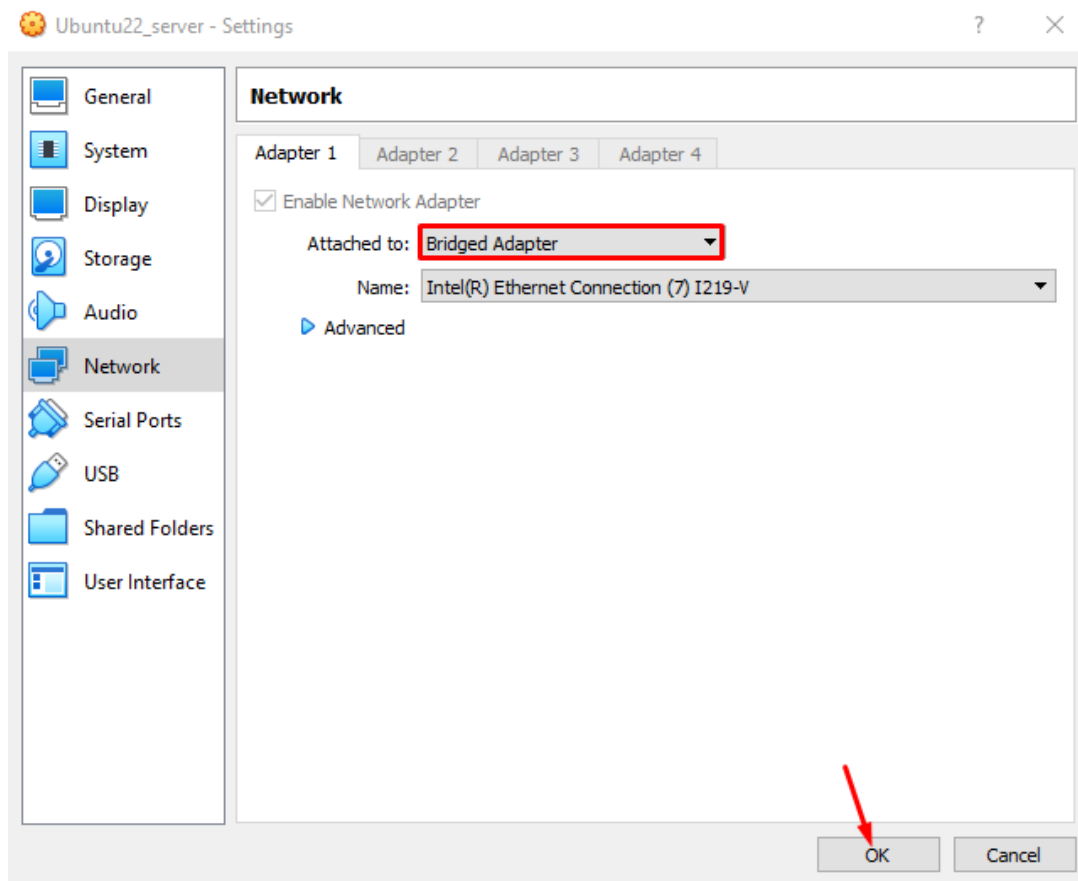 Ubuntu22_server - Settings
?
General
System
Display
Storage
Audio
Network
Serial Ports
USB
Shared Folders
User Interface
Network
Adapter 1 Adapter 2 Adapter 3 Adapter 4
Enable Network Adapter
Attached to: Bridged Adapter
Name: Intel(R) Ethernet Connection (7) I219-V
Advanced
OK Cancel